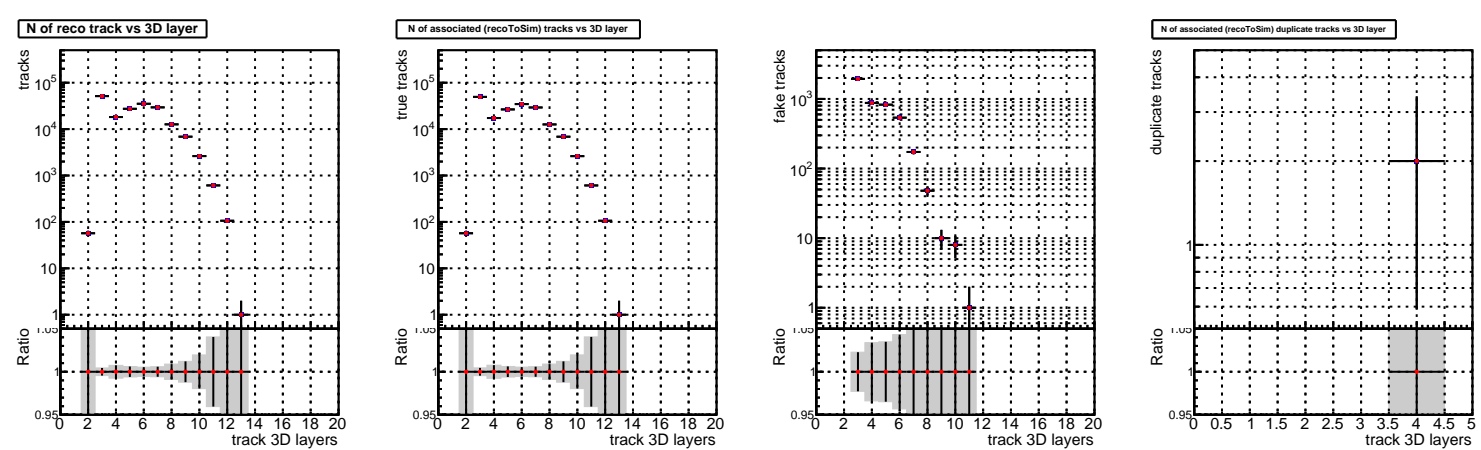 N of reco track vs 3D layer
tracks
10^5
10^4
10^3
10^2
10
1
Ratio
1.05
1
0.95
0 2 4 6 8 10 12 14 16 18 20
track 3D layers
N of associated (recoToSim) tracks vs 3D layer
true tracks
10^5
10^4
10^3
10^2
10
1
Ratio
1.05
1
0.95
0 2 4 6 8 10 12 14 16 18 20
track 3D layers
fake tracks
10^3
10^2
10
1
Ratio
1.05
1
0.95
0 2 4 6 8 10 12 14 16 18 20
track 3D layers
N of associated (recoToSim) duplicate tracks vs 3D layer
duplicate tracks
1
Ratio
1.05
1
0.95
0 0.5 1 1.5 2 2.5 3 3.5 4 4.5 5
track 3D layers